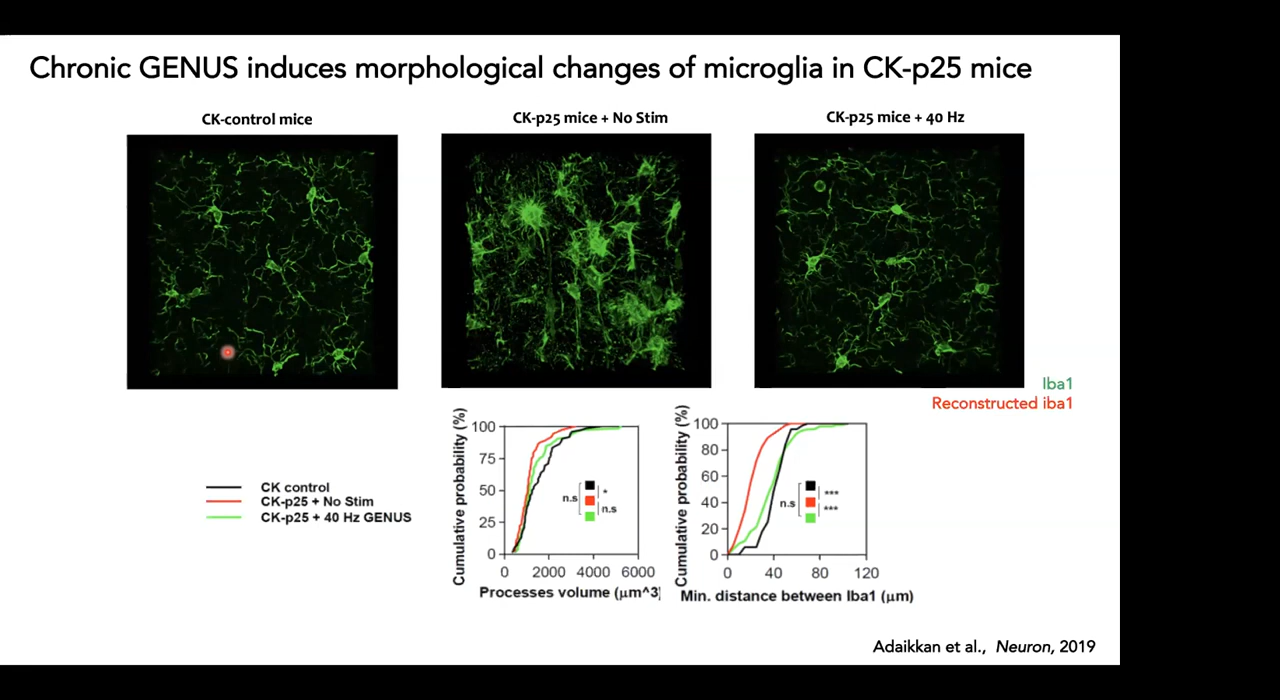 Chronic GENUS induces morphological changes of microglia in CK-p25 mice
CK-control mice
CK-p25 mice + No Stim
CK-p25 mice + 40 Hz
Iba1
Reconstructed iba1
CK control
CK-p25 + No Stim
CK-p25 + 40 Hz GENUS
Cumulative probability (%)
100
75
50
25
0
n.s
*
n.s
0 2000 4000 6000
Processes volume (μm^3)
Cumulative probability (%)
100
80
60
40
20
0
n.s
***
***
0 40 80 120
Min. distance between Iba1 (μm)
Adaikkan et al., Neuron, 2019